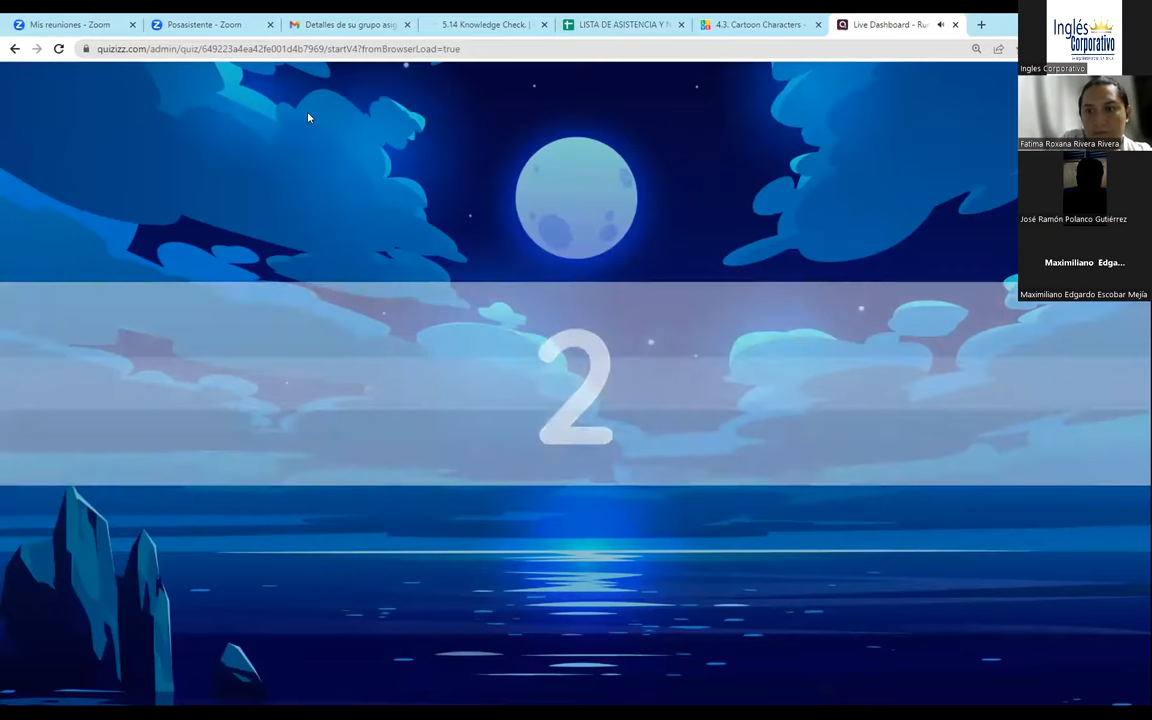 Mis reuniones - Zoom
Posasistente - Zoom
Detalles de su grupo asig
5.14 Knowledge Check. |
LISTA DE ASISTENCIA Y N
4.3. Cartoon Characters -
Live Dashboard - Ru
quizizz.com/admin/quiz/649223a4ea42fe001d4b7969/startV4?fromBrowserLoad=true
2
Inglés
Corporativo
Ingles Corporativo
Fatima Roxana Rivera Rivera
José Ramón Polanco Gutiérrez
Maximiliano Edga...
Maximiliano Edgardo Escobar Mejía